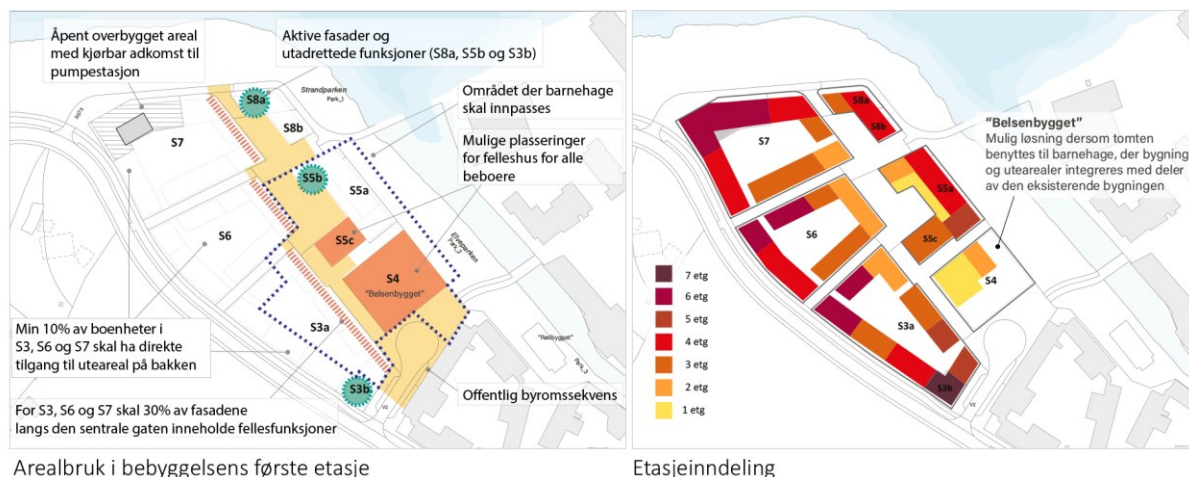 Åpent overbygget areal
med kjørbar adkomst til
pumpestasjon
Aktive fasader og
utadrettede funksjoner (S8a, S5b og S3b)
Området der barnehage
skal innpasses
Mulige plasseringer
for felleshus for alle
beboere
S8a
Strandparken
Park_1
S8b
S7
S5b
S5a
S6
S5c
Elveparken
Park_2
S4
"Belsenbygget"
S3a
Min 10% av boenheter i
S3, S6 og S7 skal ha direkte
tilgang til uteareal på bakken
Park_3
S3b
V2
Offentlig byromssekvens
For S3, S6 og S7 skal 30% av fasadene
langs den sentrale gaten inneholde fellesfunksjoner
Arealbruk i bebyggelsens første etasje
S8a
S8b
S7
"Belsenbygget"
Mulig løsning dersom tomten
benyttes til barnehage, der bygning
og utearealer integreres med deler
av den eksisterende bygningen
S5a
S6
S5c
S4
S3a
S3b
V2
7 etg
6 etg
5 etg
4 etg
3 etg
2 etg
1 etg
Etasjeinndeling